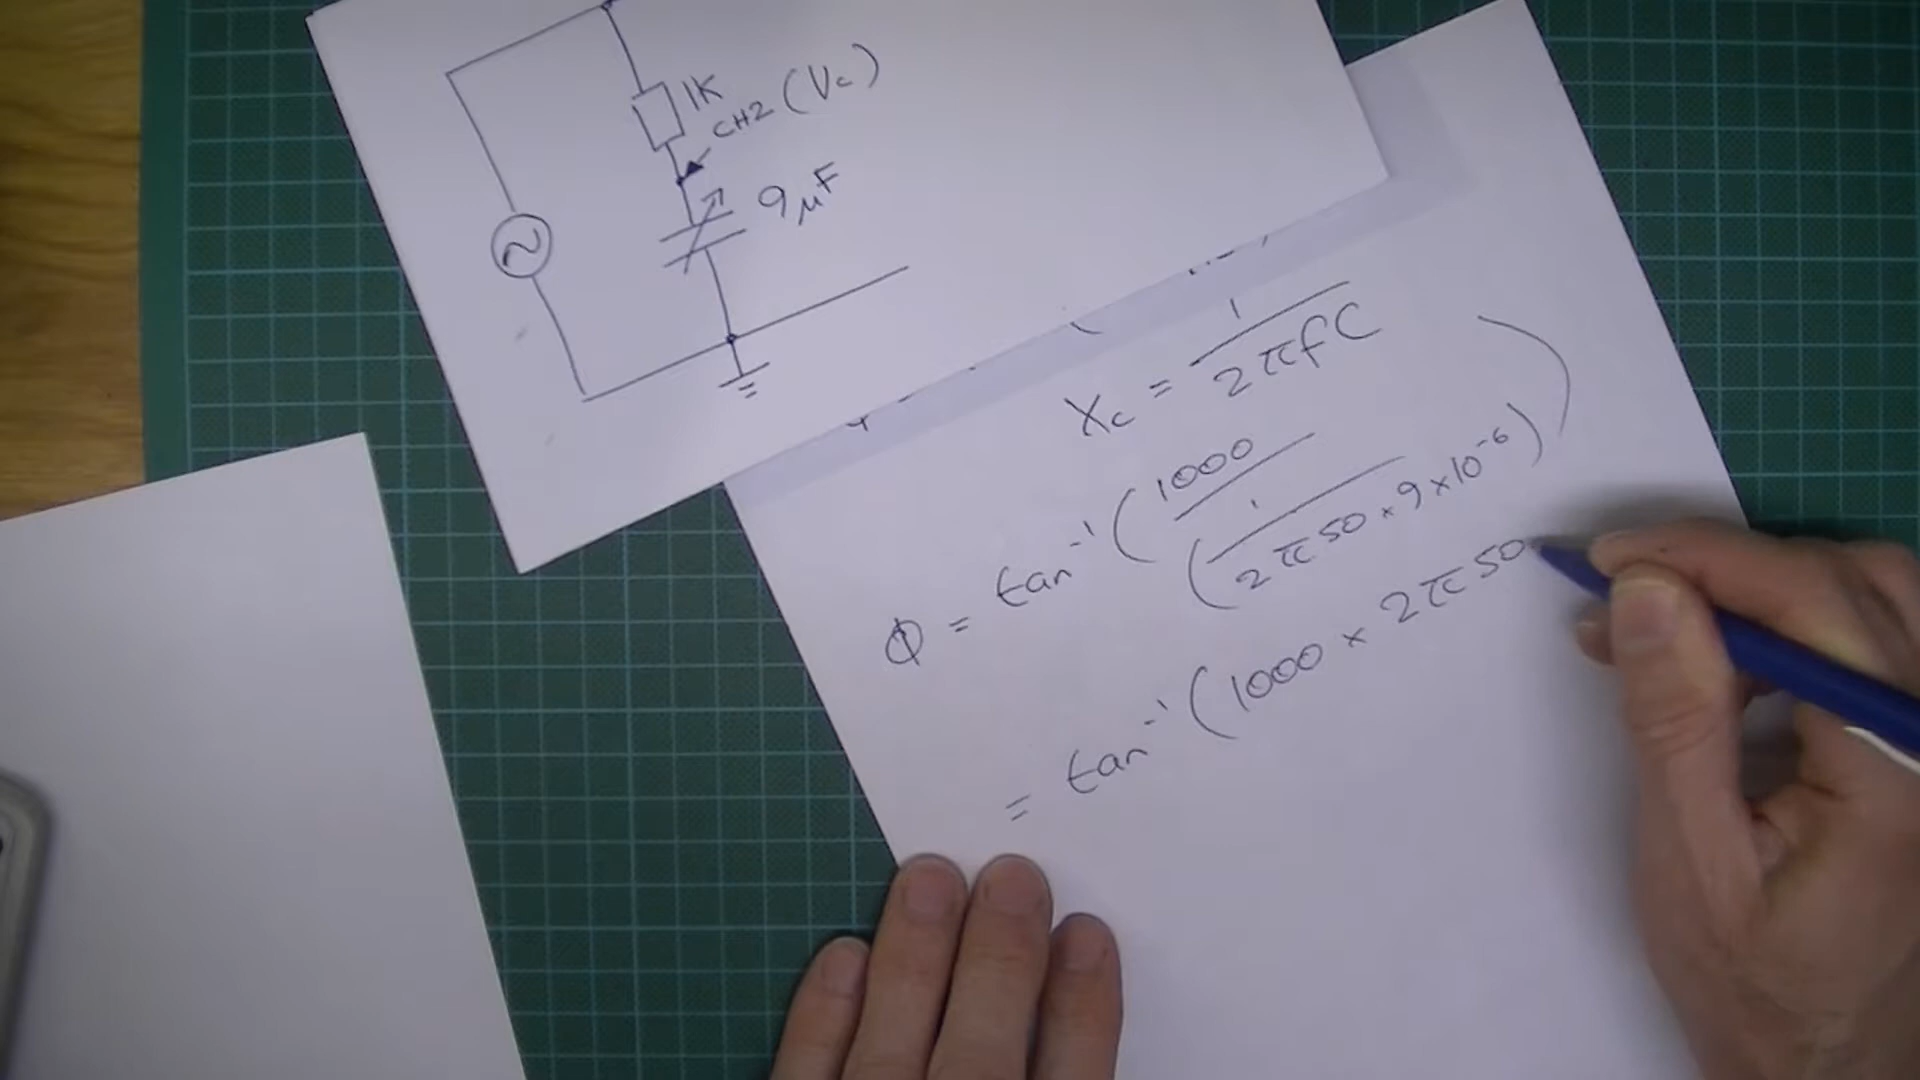 1K
CH2 (Vc)
9μF
Xc = 1 / 2πfC
Φ = tan⁻¹ ( 1000 / ( 1 / 2π50 × 9 × 10⁻⁶ ) )
= tan⁻¹ ( 1000 × 2π50